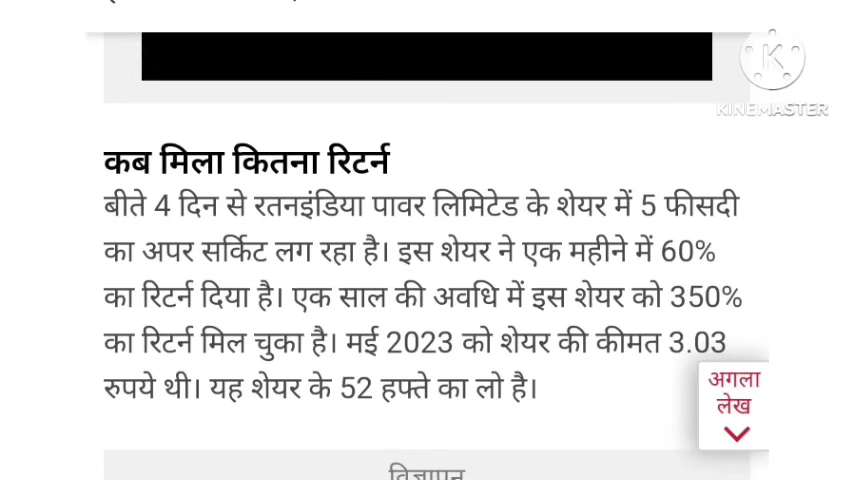 KINEMASTER
कब मिला कितना रिटर्न
बीते 4 दिन से रतनइंडिया पावर लिमिटेड के शेयर में 5 फीसदी
का अपर सर्किट लग रहा है। इस शेयर ने एक महीने में 60%
का रिटर्न दिया है। एक साल की अवधि में इस शेयर को 350%
का रिटर्न मिल चुका है। मई 2023 को शेयर की कीमत 3.03
रुपये थी। यह शेयर के 52 हफ्ते का लो है।
अगला
लेख
विज्ञापन